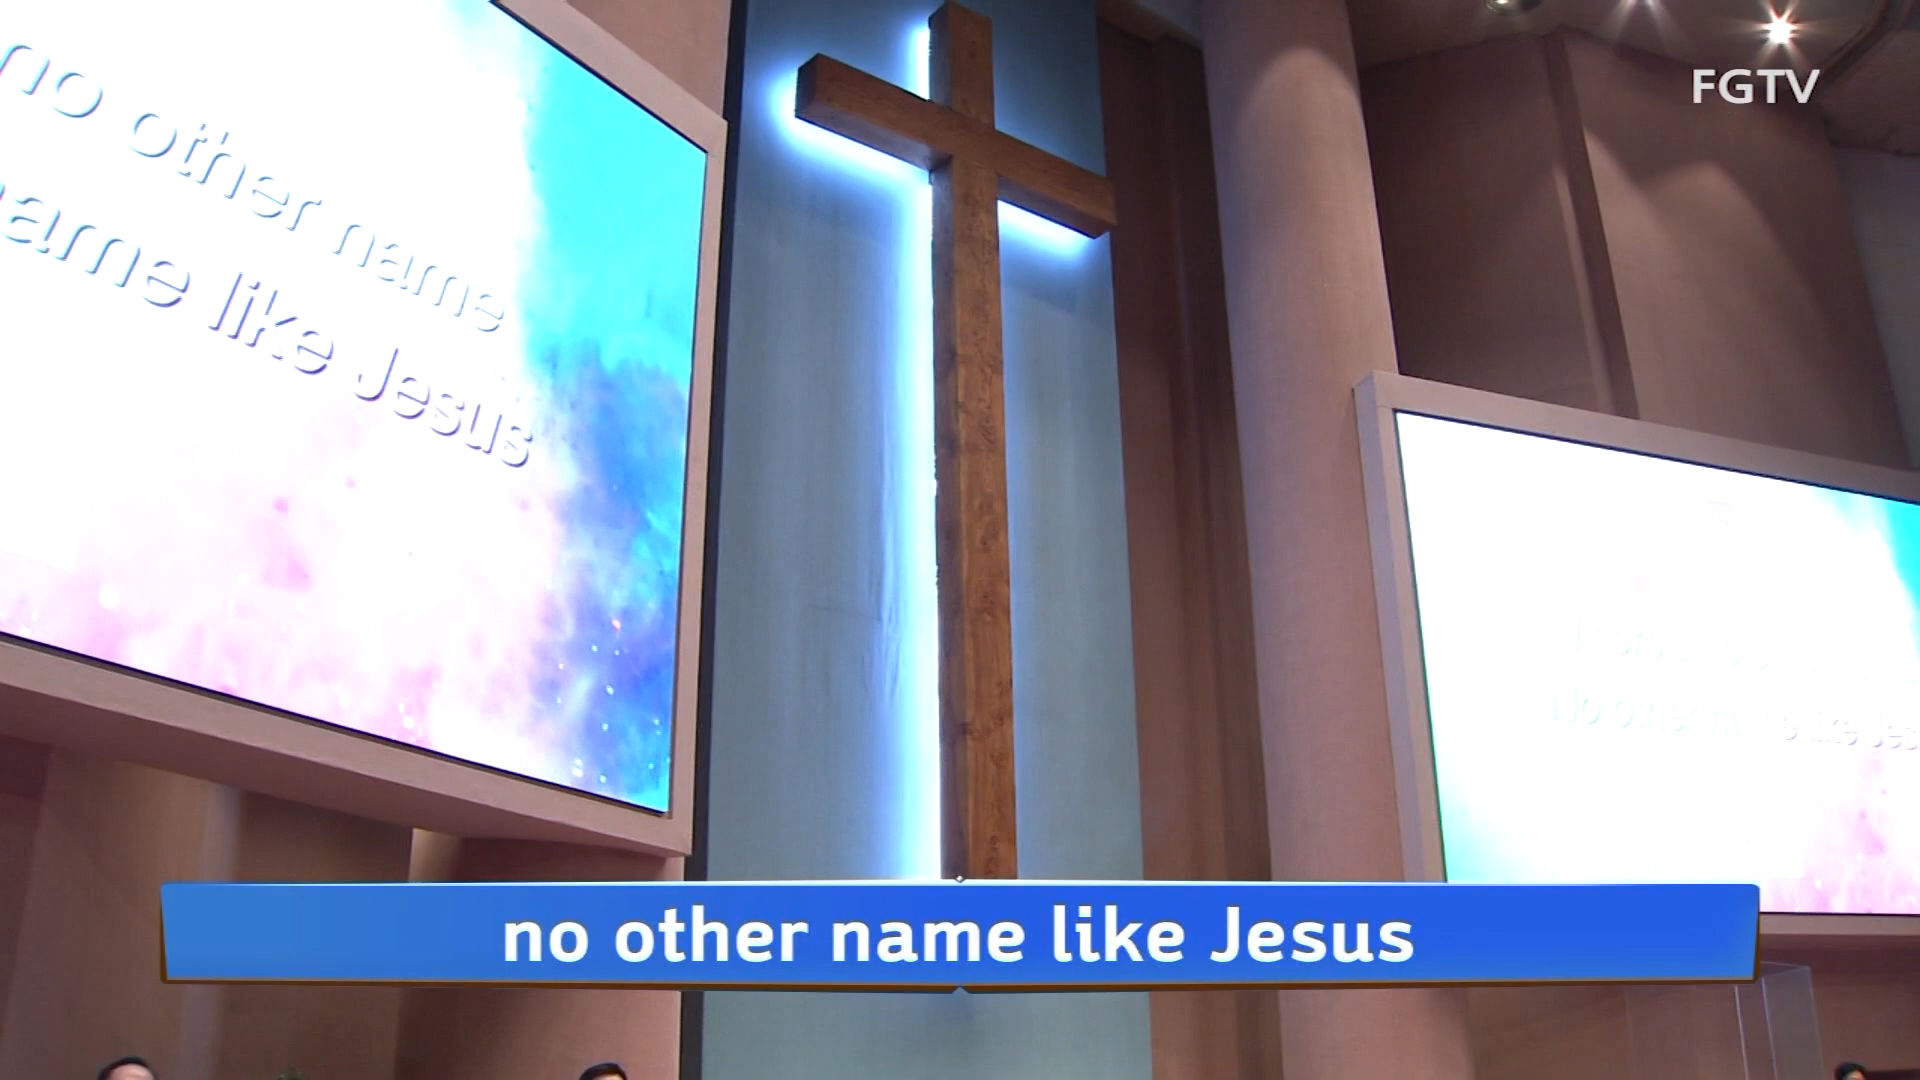 FGTV
no other name
name like Jesus
no other name like Jesus